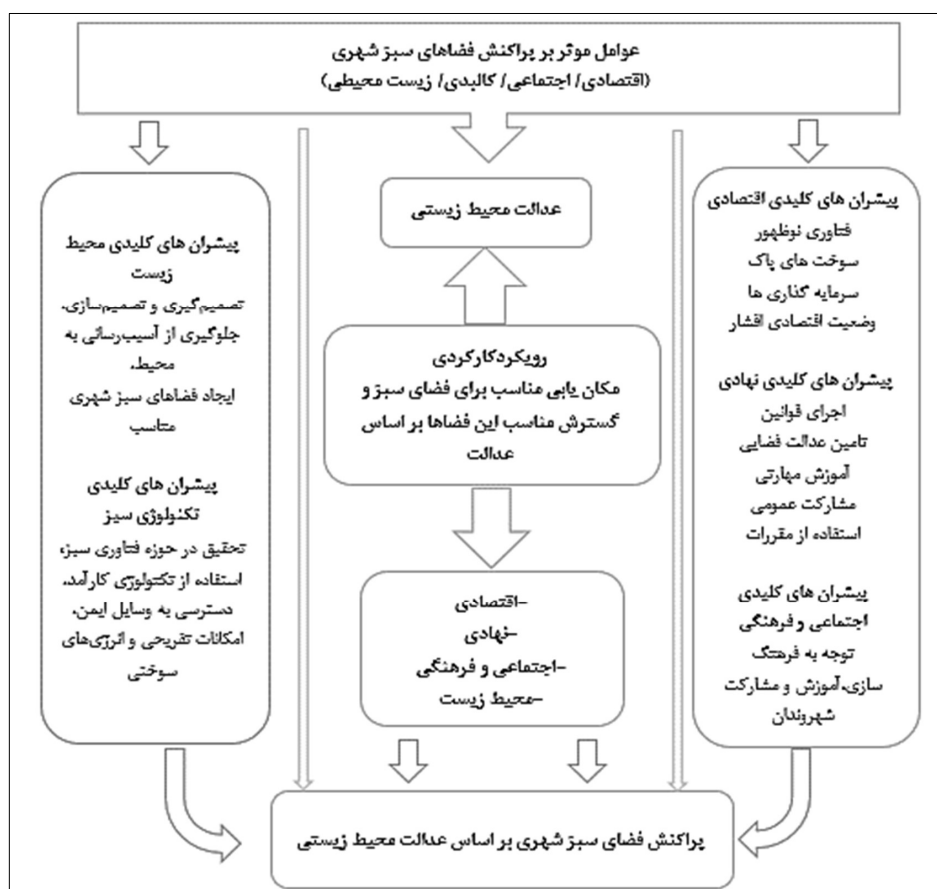 عوامل موثر بر پراکنش فضاهای سبز شهری
(اقتصادی/ اجتماعی/ کالبدی/ زیست محیطی)
پیشران های کلیدی اقتصادی
فناوری نوظهور
سوخت های پاک
سرمایه گذاری ها
وضعیت اقتصادی اقشار
پیشران های کلیدی نهادی
اجرای قوانین
تامین عدالت فضایی
آموزش مهارتی
مشارکت عمومی
استفاده از مقررات
پیشران های کلیدی
اجتماعی و فرهنگی
توجه به فرهنگ
سازی،آموزش و مشارکت
شهروندان
عدالت محیط زیستی
رویکردکارکردی
مکان یابی مناسب برای فضای سبز و
گسترش مناسب این فضاها بر اساس
عدالت
-اقتصادی
-نهادی
-اجتماعی و فرهنگی
-محیط زیست
پیشران های کلیدی محیط
زیست
تصمیم‌گیری و تصمیم‌سازی،
جلوگیری از آسیب‌رسانی به
محیط،
ایجاد فضاهای سبز شهری
متناسب
پیشران های کلیدی
تکنولوژی سبز
تحقیق در حوزه فناوری سبز،
استفاده از تکنولوژی کارآمد،
دسترسی به وسایل ایمن،
امکانات تفریحی و انرژی‌های
سوختی
پراکنش فضای سبز شهری بر اساس عدالت محیط زیستی